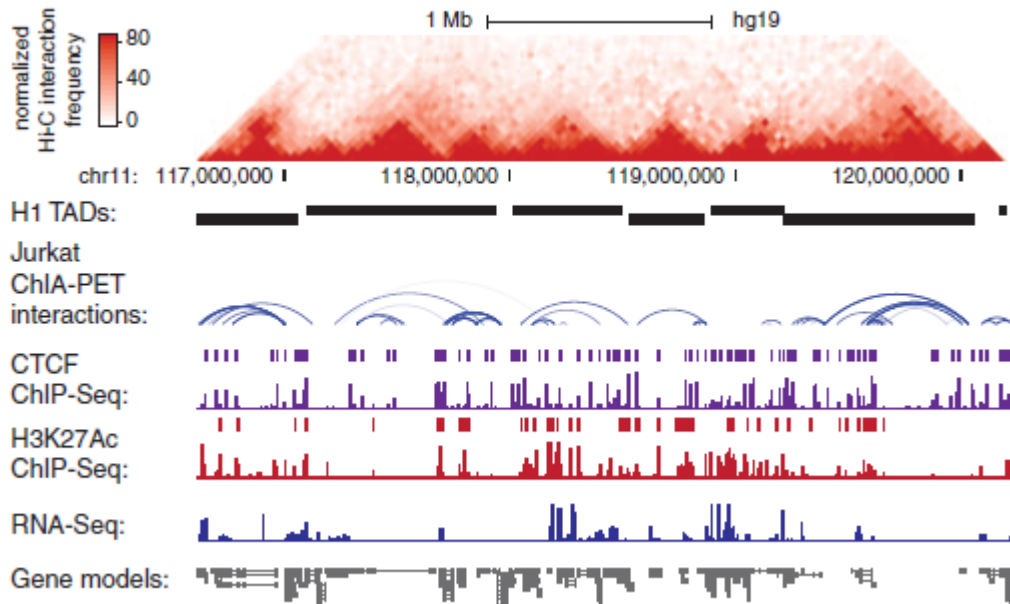 1 Mb hg19
normalized
Hi-C interaction
frequency
80
40
0
chr11: 117,000,000 118,000,000 119,000,000 120,000,000
H1 TADs:
Jurkat
ChIA-PET
interactions:
CTCF
ChIP-Seq:
H3K27Ac
ChIP-Seq:
RNA-Seq:
Gene models: